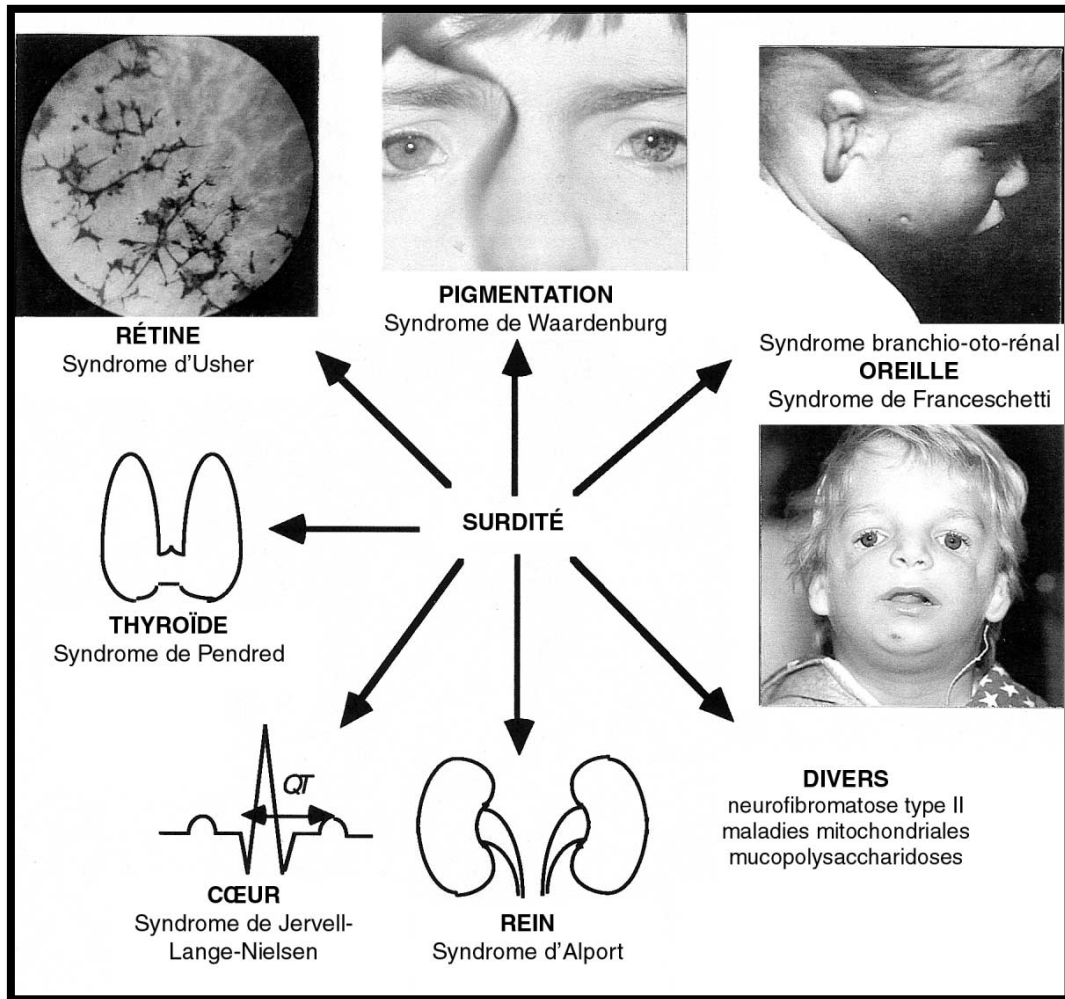 RÉTINE
Syndrome d'Usher
PIGMENTATION
Syndrome de Waardenburg
Syndrome branchio-oto-rénal
OREILLE
Syndrome de Franceschetti
SURDITÉ
THYROÏDE
Syndrome de Pendred
QT
CŒUR
Syndrome de Jervell-
Lange-Nielsen
REIN
Syndrome d'Alport
DIVERS
neurofibromatose type II
maladies mitochondriales
mucopolysaccharidoses